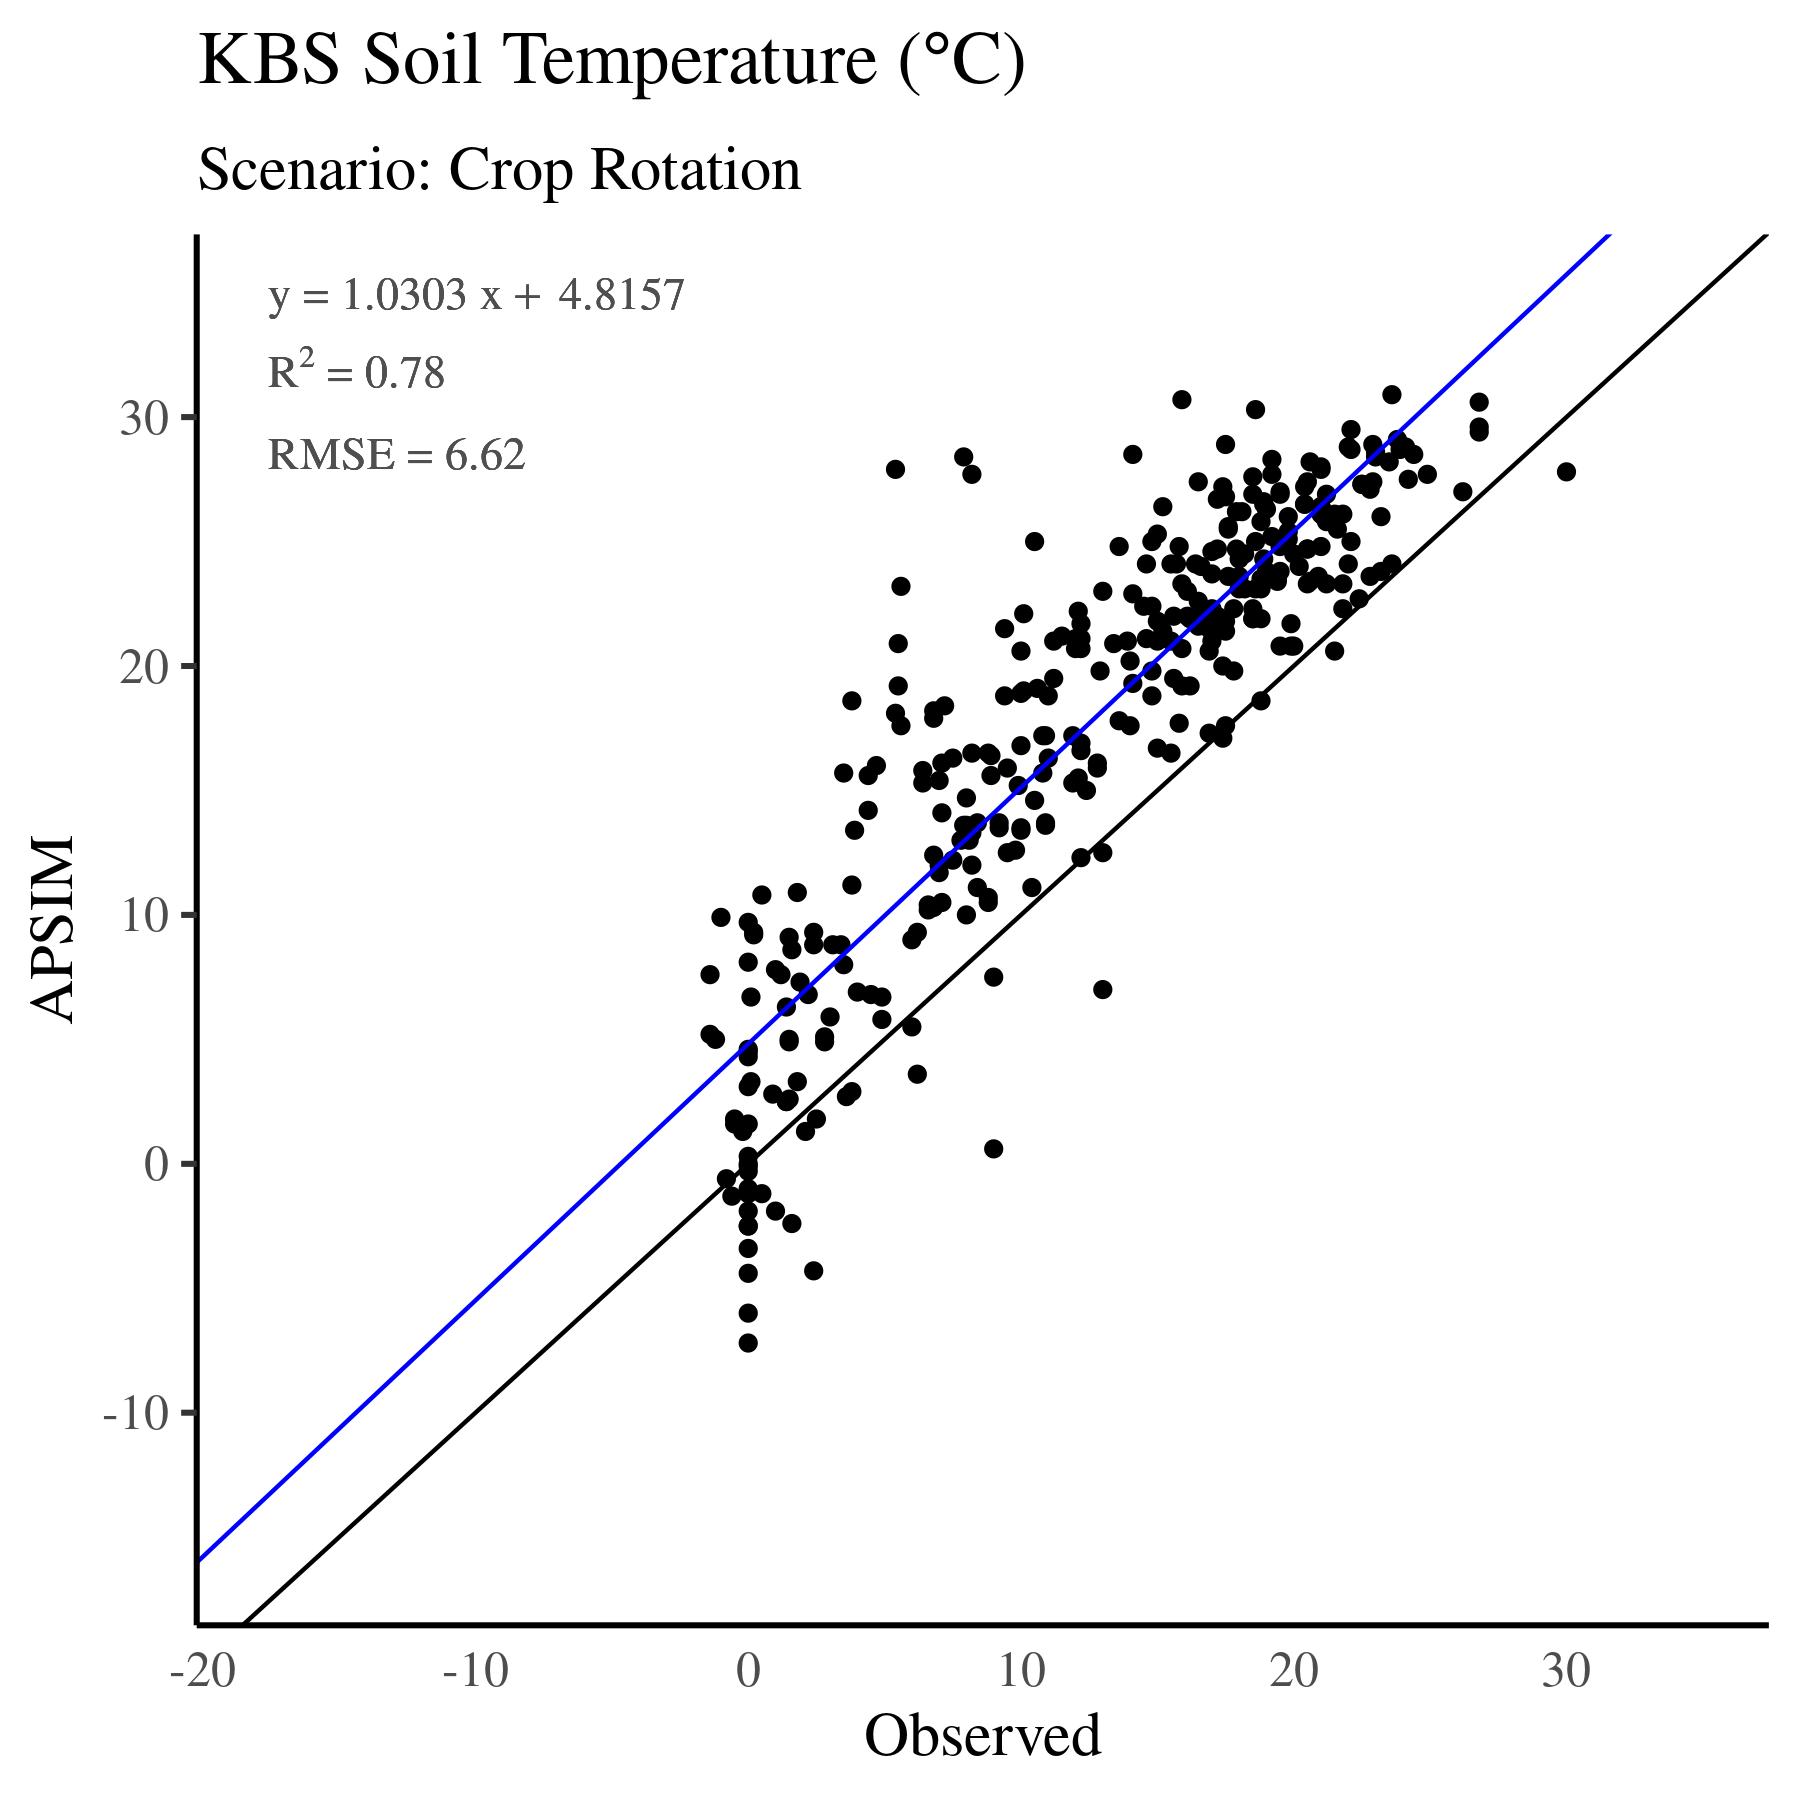 KBS Soil Temperature (°C)
Scenario: Crop Rotation
y = 1.0303 x + 4.8157
R² = 0.78
RMSE = 6.62
30
20
10
0
-10
APSIM
-20 -10 0 10 20 30
Observed